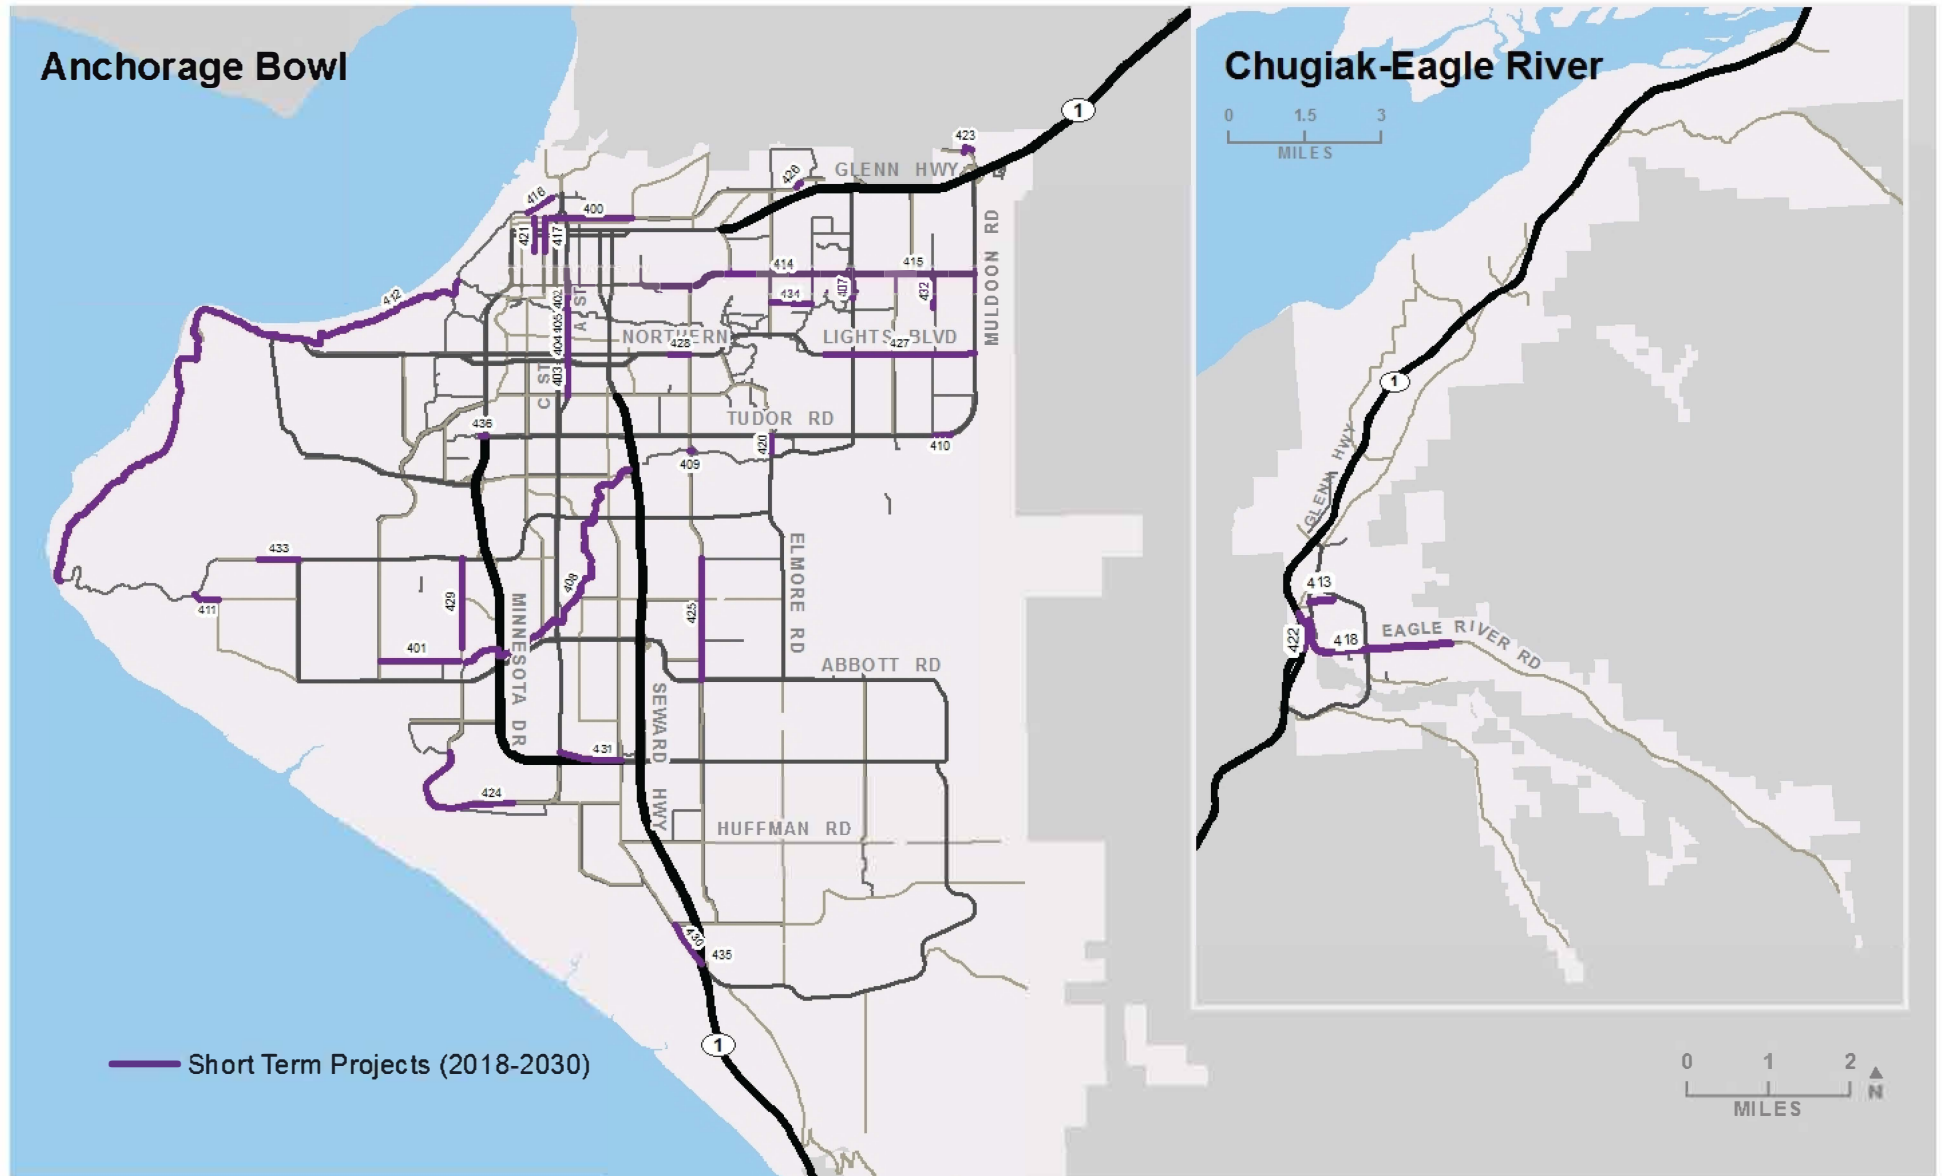 Anchorage Bowl
Chugiak-Eagle River
0 1.5 3
MILES
1
423
GLENN HWY
426
416
400
421
417
MULDOON RD
414
415
402
A ST
434
407
432
412
405
NORTHERN
LIGHTS BLVD
404
428
427
403
C ST
TUDOR RD
436
420
410
409
433
ELMORE RD
408
411
429
MINNESOTA DR
425
401
ABBOTT RD
SEWARD HWY
431
424
HUFFMAN RD
430
435
1
Short Term Projects (2018-2030)
1
GLENN HWY
413
422
418
EAGLE RIVER RD
0 1 2
MILES
N